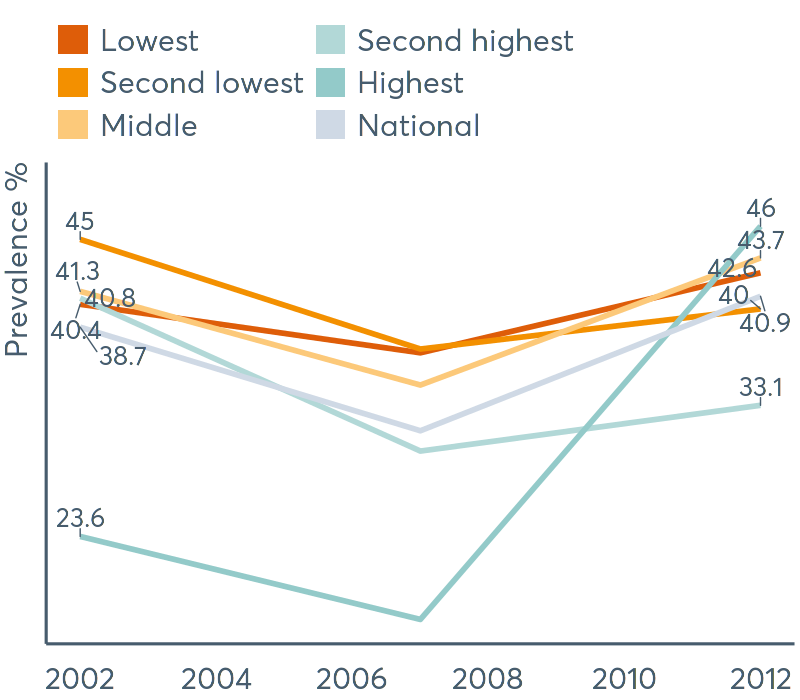 Lowest
Second highest
Second lowest
Highest
Middle
National
Prevalence %
45
41.3
40.8
40.4
38.7
23.6
46
43.7
42.6
40
40.9
33.1
2002 2004 2006 2008 2010 2012